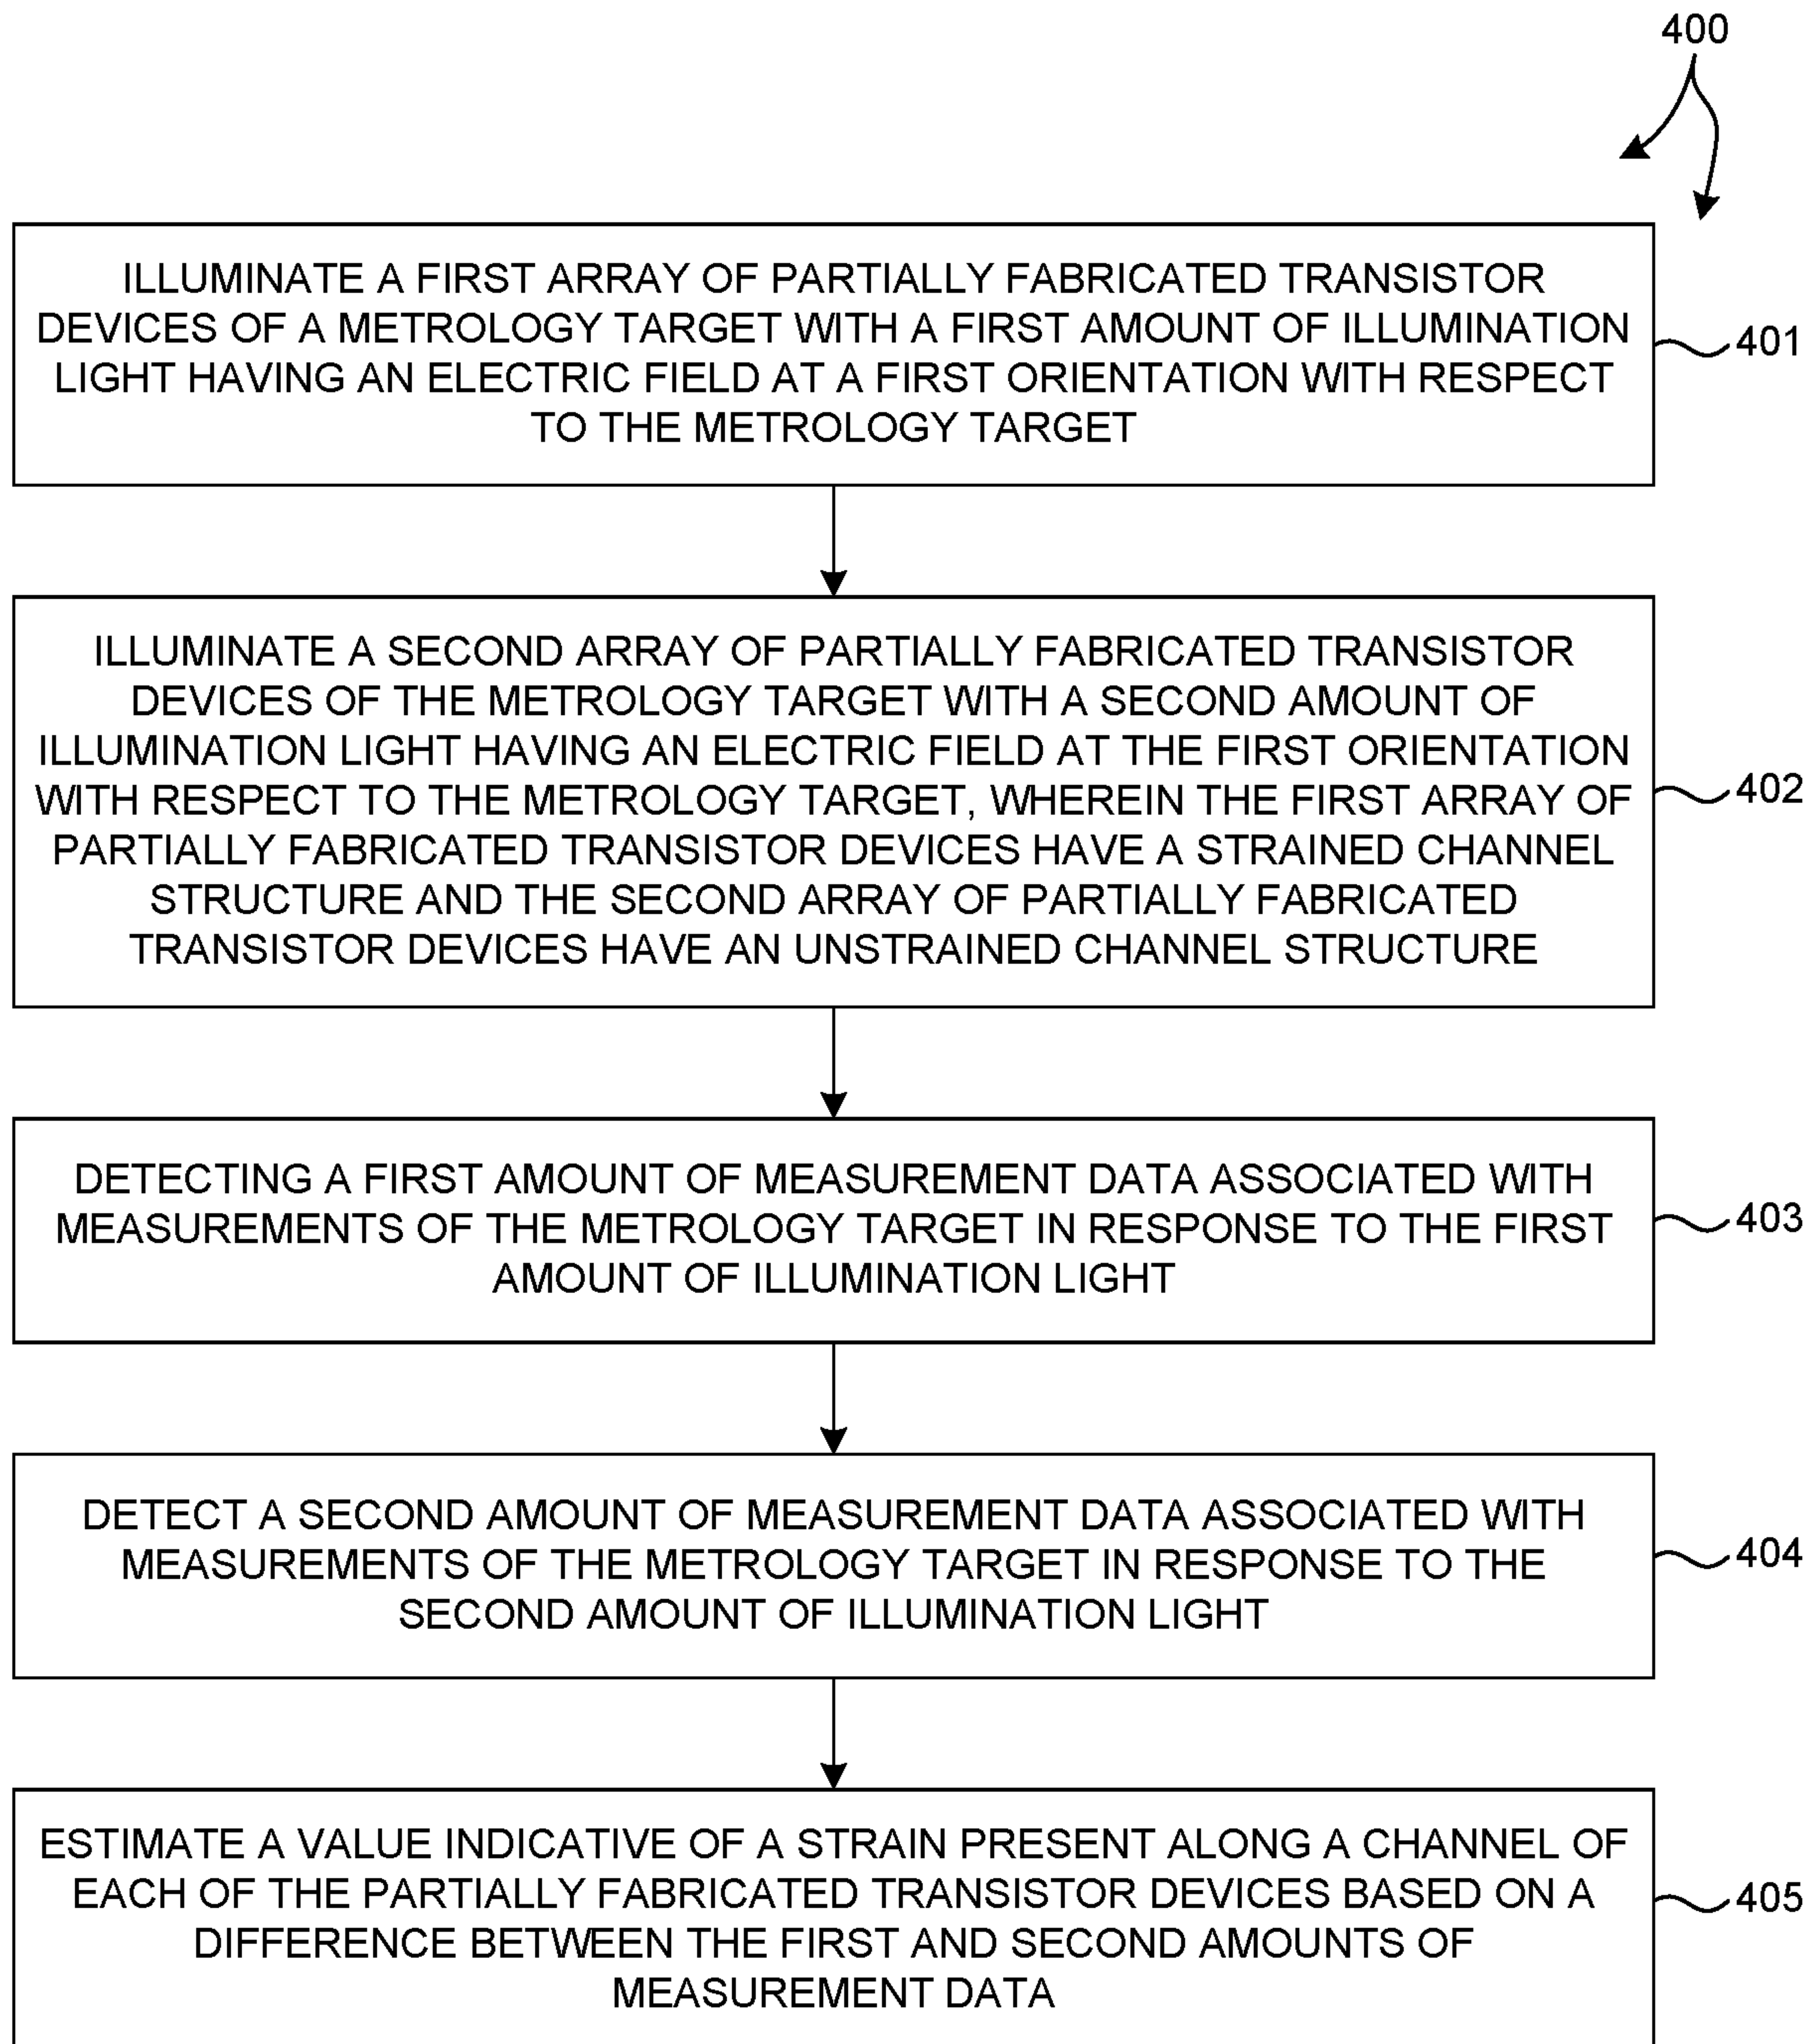 400
ILLUMINATE A FIRST ARRAY OF PARTIALLY FABRICATED TRANSISTOR
DEVICES OF A METROLOGY TARGET WITH A FIRST AMOUNT OF ILLUMINATION
LIGHT HAVING AN ELECTRIC FIELD AT A FIRST ORIENTATION WITH RESPECT
TO THE METROLOGY TARGET
401
ILLUMINATE A SECOND ARRAY OF PARTIALLY FABRICATED TRANSISTOR
DEVICES OF THE METROLOGY TARGET WITH A SECOND AMOUNT OF
ILLUMINATION LIGHT HAVING AN ELECTRIC FIELD AT THE FIRST ORIENTATION
WITH RESPECT TO THE METROLOGY TARGET, WHEREIN THE FIRST ARRAY OF
PARTIALLY FABRICATED TRANSISTOR DEVICES HAVE A STRAINED CHANNEL
STRUCTURE AND THE SECOND ARRAY OF PARTIALLY FABRICATED
TRANSISTOR DEVICES HAVE AN UNSTRAINED CHANNEL STRUCTURE
402
DETECTING A FIRST AMOUNT OF MEASUREMENT DATA ASSOCIATED WITH
MEASUREMENTS OF THE METROLOGY TARGET IN RESPONSE TO THE FIRST
AMOUNT OF ILLUMINATION LIGHT
403
DETECT A SECOND AMOUNT OF MEASUREMENT DATA ASSOCIATED WITH
MEASUREMENTS OF THE METROLOGY TARGET IN RESPONSE TO THE
SECOND AMOUNT OF ILLUMINATION LIGHT
404
ESTIMATE A VALUE INDICATIVE OF A STRAIN PRESENT ALONG A CHANNEL OF
EACH OF THE PARTIALLY FABRICATED TRANSISTOR DEVICES BASED ON A
DIFFERENCE BETWEEN THE FIRST AND SECOND AMOUNTS OF
MEASUREMENT DATA
405